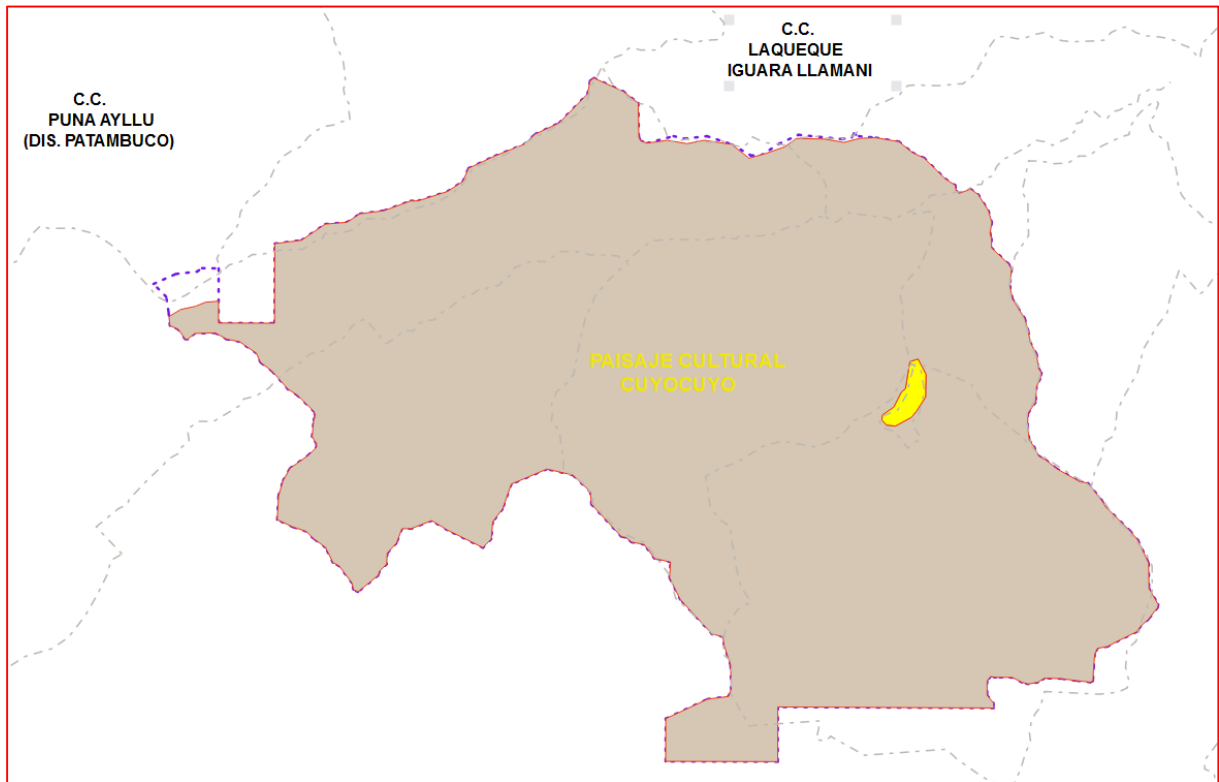 C.C.
LAQUEQUE
IGUARA LLAMANI
C.C.
PUNA AYLLU
(DIS. PATAMBUCO)
PAISAJE CULTURAL
CUYOCUYO